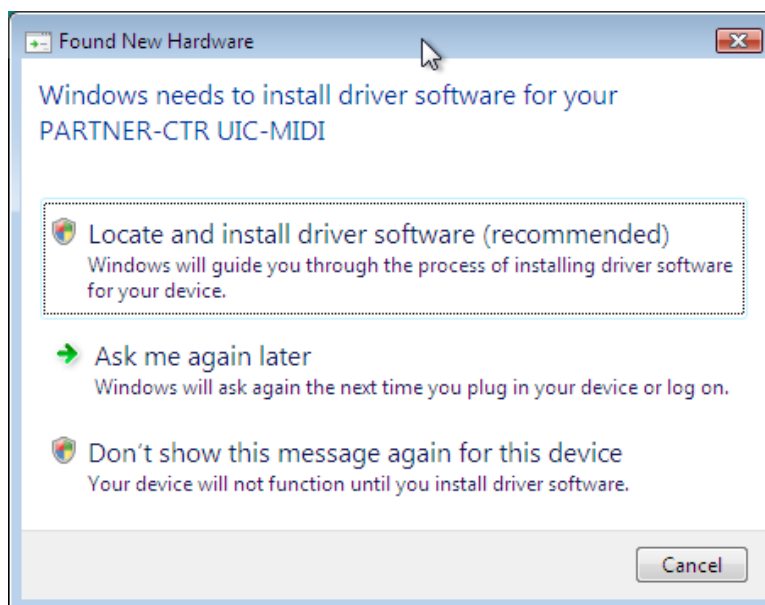 Found New Hardware
Windows needs to install driver software for your
PARTNER-CTR UIC-MIDI
Locate and install driver software (recommended)
Windows will guide you through the process of installing driver software
for your device.
Ask me again later
Windows will ask again the next time you plug in your device or log on.
Don't show this message again for this device
Your device will not function until you install driver software.
Cancel